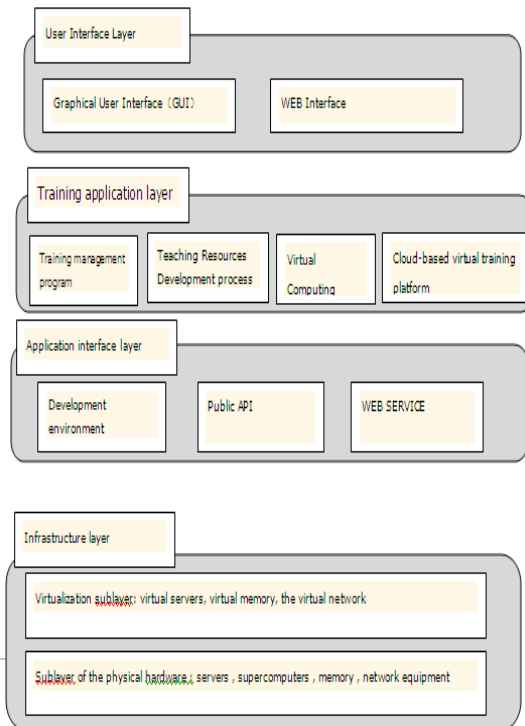 User Interface Layer
Graphical User Interface （GUI）
WEB Interface
Training application layer
Training management
program
Teaching Resources
Development process
Virtual
Computing
Cloud-based virtual training
platform
Application interface layer
Development
environment
Public API
WEB SERVICE
Infrastructure layer
Virtualization sublayer: virtual servers, virtual memory, the virtual network
Sublayer of the physical hardware : servers , supercomputers , memory , network equipment